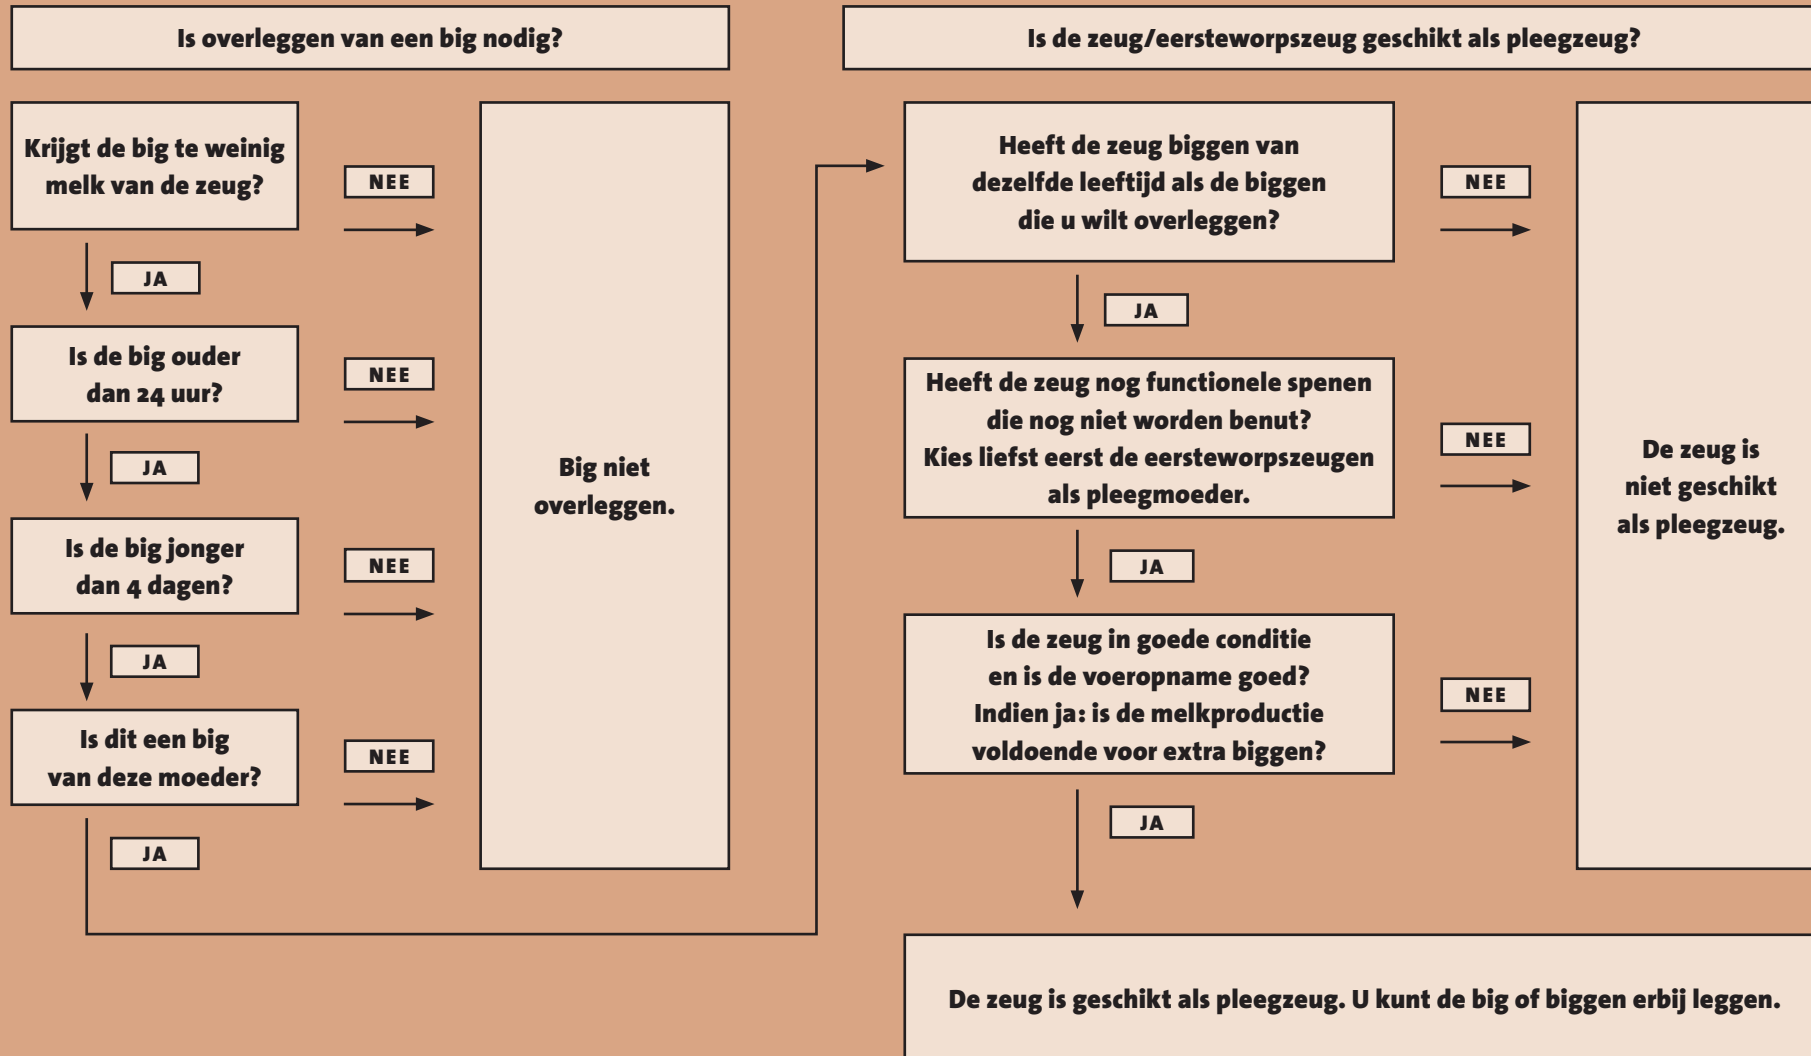 Is overleggen van een big nodig?
Krijgt de big te weinig
melk van de zeug?
NEE
JA
Is de big ouder
dan 24 uur?
NEE
JA
Is de big jonger
dan 4 dagen?
NEE
JA
Is dit een big
van deze moeder?
NEE
JA
Big niet
overleggen.
Is de zeug/eersteworpszeug geschikt als pleegzeug?
Heeft de zeug biggen van
dezelfde leeftijd als de biggen
die u wilt overleggen?
NEE
JA
Heeft de zeug nog functionele spenen
die nog niet worden benut?
Kies liefst eerst de eersteworpszeugen
als pleegmoeder.
NEE
JA
Is de zeug in goede conditie
en is de voeropname goed?
Indien ja: is de melkproductie
voldoende voor extra biggen?
NEE
JA
De zeug is
niet geschikt
als pleegzeug.
De zeug is geschikt als pleegzeug. U kunt de big of biggen erbij leggen.